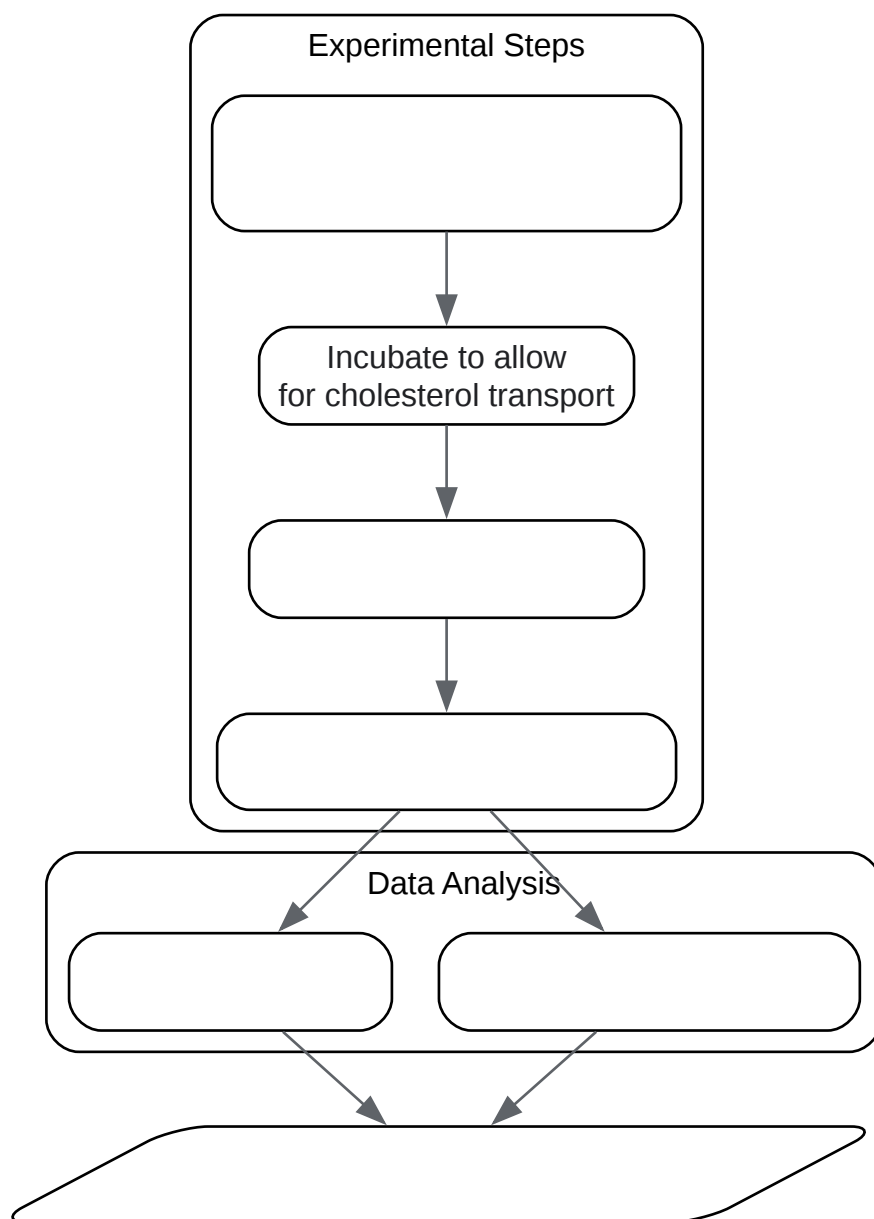 Experimental Steps
Incubate to allow
for cholesterol transport
Data Analysis